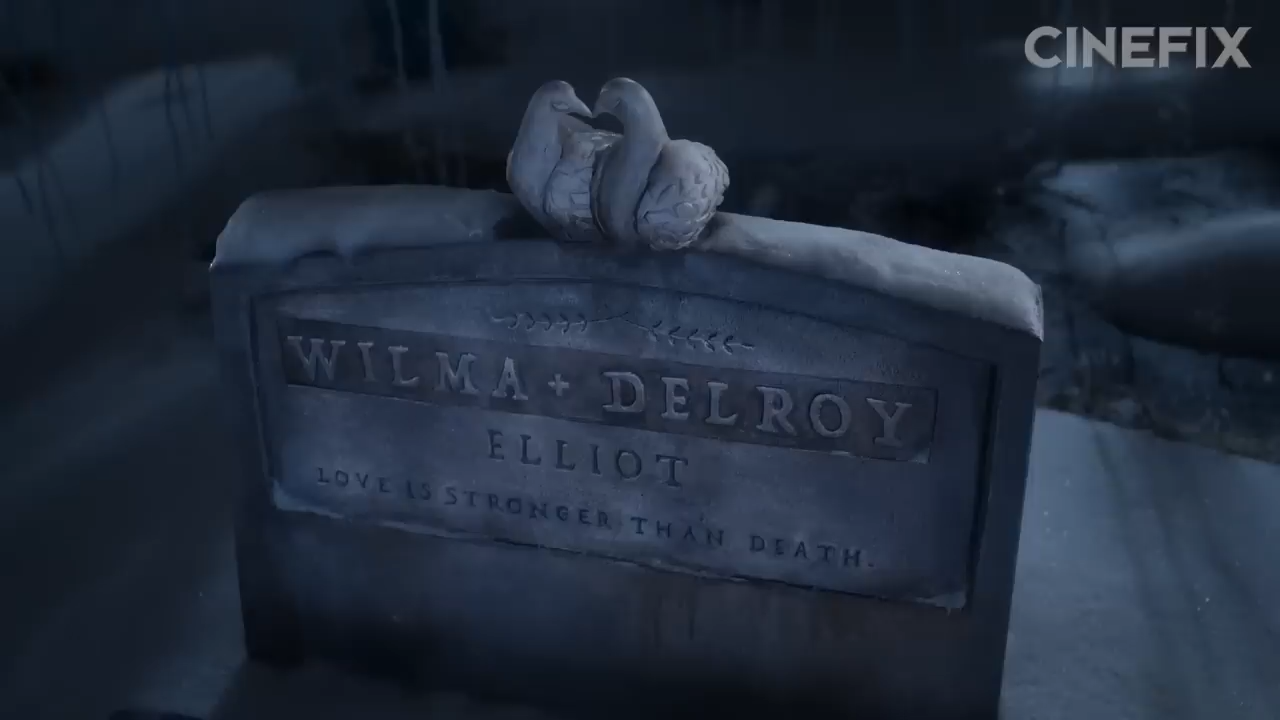 CINEFIX
WILMA + DELROY
ELLIOT
LOVE IS STRONGER THAN DEATH.